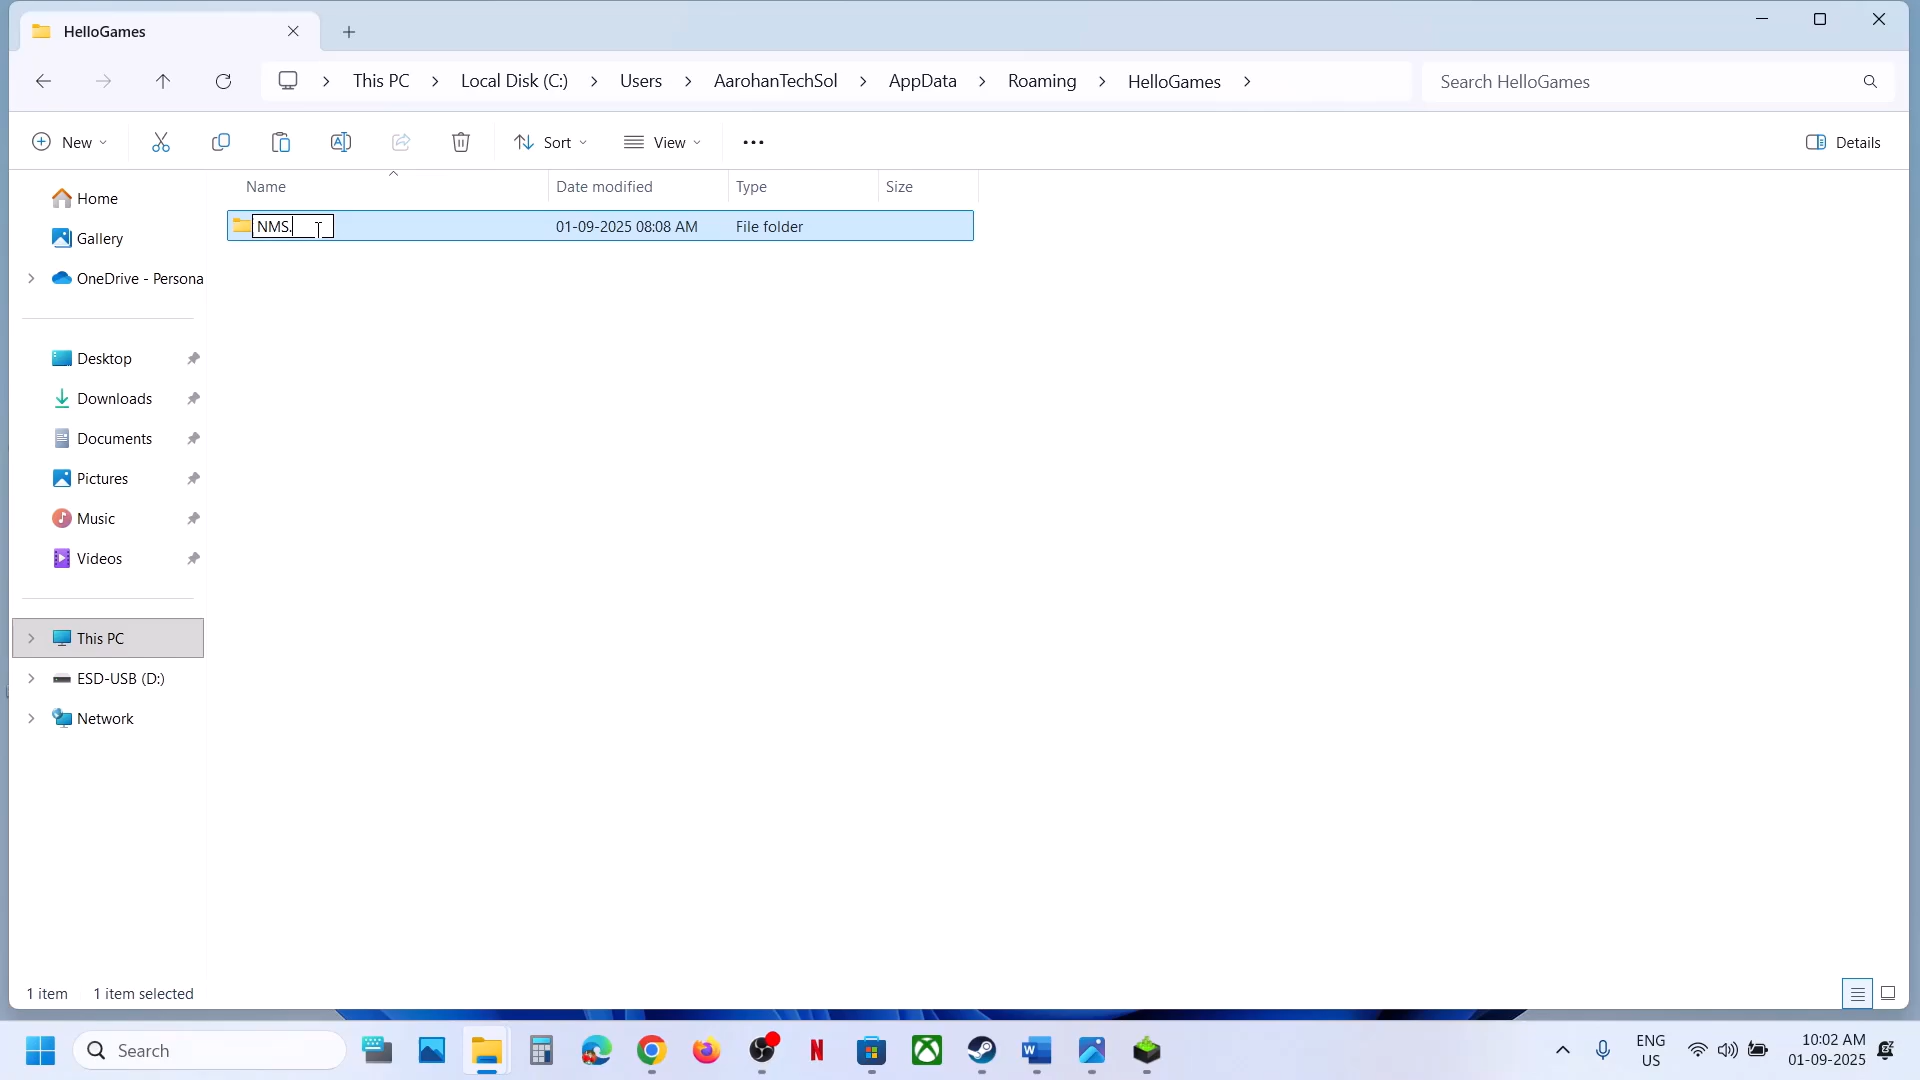 HelloGames
This PC
Local Disk (C:)
Users
AarohanTechSol
AppData
Roaming
HelloGames
Search HelloGames
New
Sort
View
Details
Name
Date modified
Type
Size
NMS.
01-09-2025 08:08 AM
File folder
Home
Gallery
OneDrive - Persona
Desktop
Downloads
Documents
Pictures
Music
Videos
This PC
ESD-USB (D:)
Network
1 item
1 item selected
Search
ENG
US
10:02 AM
01-09-2025